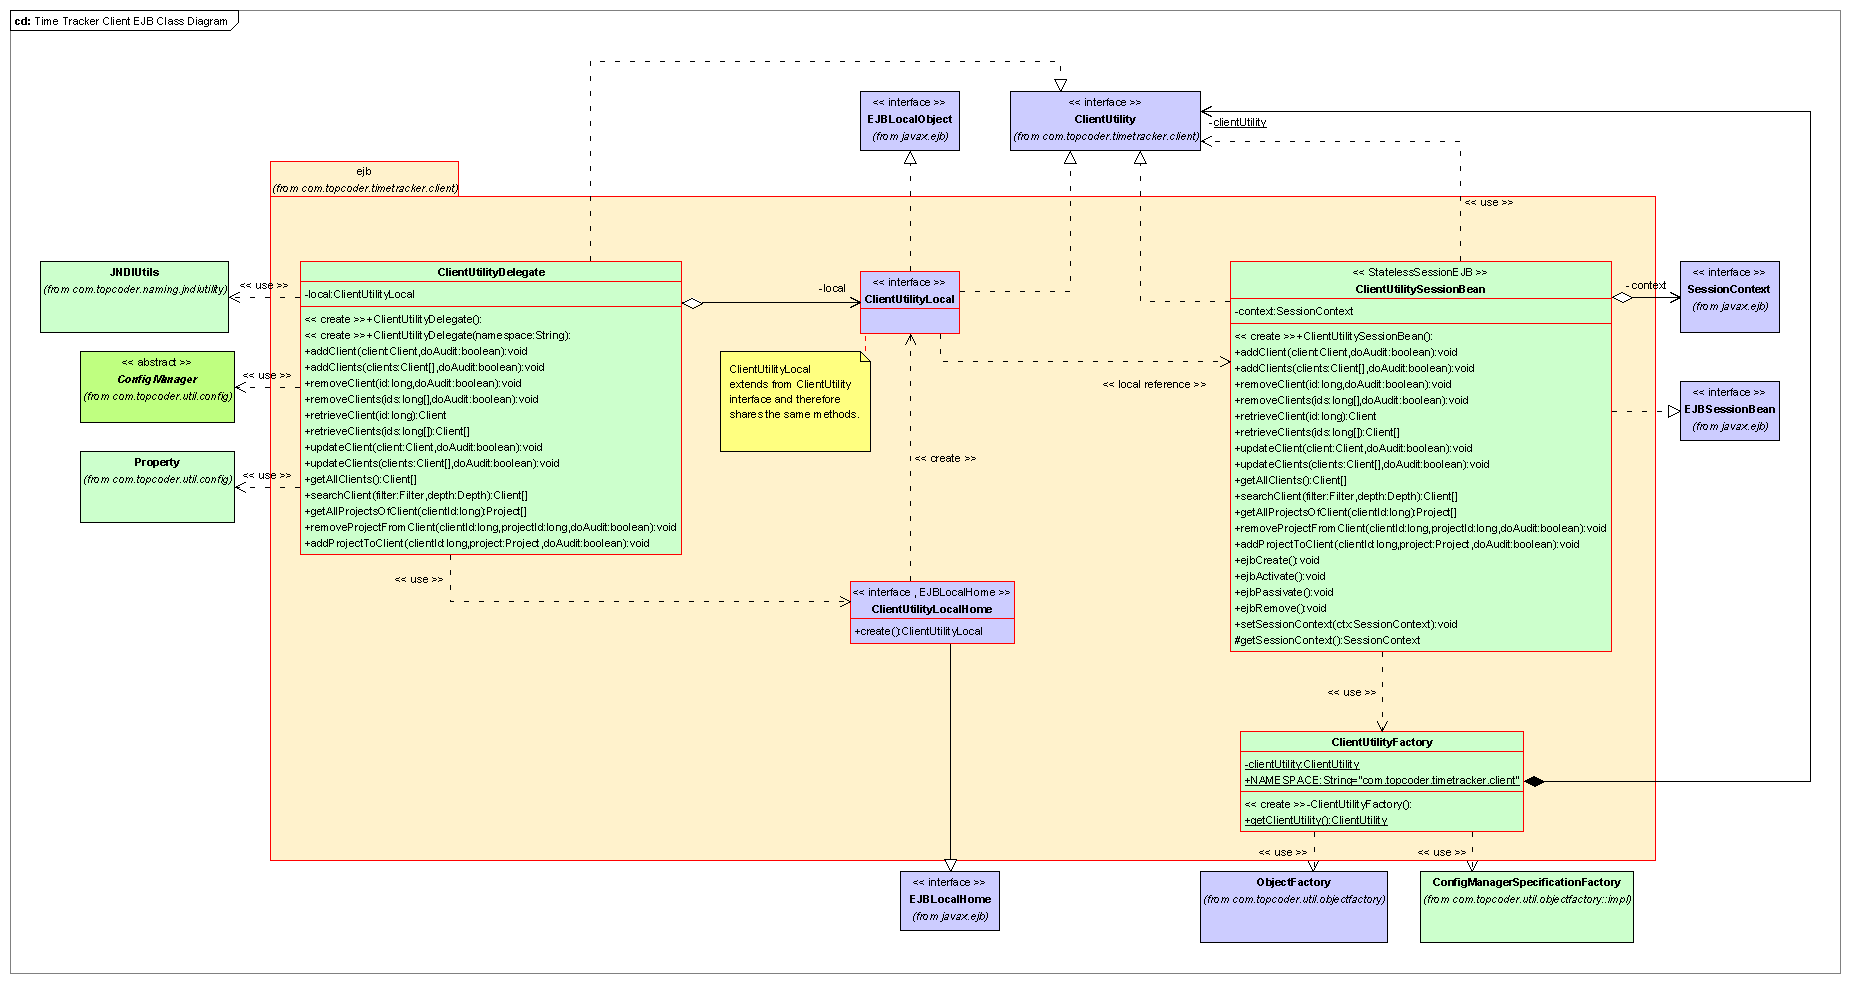 cd: Time Tracker Client EJB Class Diagram
<< interface >>
EJBLocalObject
(from javax.ejb)
<< interface >>
ClientUtility
(from com.topcoder.timetracker.client)
-clientUtility
ejb
(from com.topcoder.timetracker.client)
<< use >>
JNDIUtils
(from com.topcoder.naming.jndiutility)
<< use >>
<< abstract >>
ConfigManager
(from com.topcoder.util.config)
<< use >>
Property
(from com.topcoder.util.config)
<< use >>
ClientUtilityDelegate
-local:ClientUtilityLocal
<< create >>+ClientUtilityDelegate():
<< create >>+ClientUtilityDelegate(namespace:String):
+addClient(client:Client,doAudit:boolean):void
+addClients(clients:Client[],doAudit:boolean):void
+removeClient(id:long,doAudit:boolean):void
+removeClients(ids:long[],doAudit:boolean):void
+retrieveClient(id:long):Client
+retrieveClients(ids:long[]):Client[]
+updateClient(client:Client,doAudit:boolean):void
+updateClients(clients:Client[],doAudit:boolean):void
+getAllClients():Client[]
+searchClient(filter:Filter,depth:Depth):Client[]
+getAllProjectsOfClient(clientId:long):Project[]
+removeProjectFromClient(clientId:long,projectId:long,doAudit:boolean):void
+addProjectToClient(clientId:long,project:Project,doAudit:boolean):void
<< use >>
-local
<< interface >>
ClientUtilityLocal
ClientUtilityLocal
extends from ClientUtility
interface and therefore
shares the same methods.
<< local reference >>
<< create >>
<< interface , EJBLocalHome >>
ClientUtilityLocalHome
+create():ClientUtilityLocal
<< StatelessSessionEJB >>
ClientUtilitySessionBean
-context:SessionContext
<< create >>+ClientUtilitySessionBean():
+addClient(client:Client,doAudit:boolean):void
+addClients(clients:Client[],doAudit:boolean):void
+removeClient(id:long,doAudit:boolean):void
+removeClients(ids:long[],doAudit:boolean):void
+retrieveClient(id:long):Client
+retrieveClients(ids:long[]):Client[]
+updateClient(client:Client,doAudit:boolean):void
+updateClients(clients:Client[],doAudit:boolean):void
+getAllClients():Client[]
+searchClient(filter:Filter,depth:Depth):Client[]
+getAllProjectsOfClient(clientId:long):Project[]
+removeProjectFromClient(clientId:long,projectId:long,doAudit:boolean):void
+addProjectToClient(clientId:long,project:Project,doAudit:boolean):void
+ejbCreate():void
+ejbActivate():void
+ejbPassivate():void
+ejbRemove():void
+setSessionContext(ctx:SessionContext):void
#getSessionContext():SessionContext
-context
<< interface >>
SessionContext
(from javax.ejb)
<< interface >>
EJBSessionBean
(from javax.ejb)
<< use >>
ClientUtilityFactory
-clientUtility:ClientUtility
+NAMESPACE:String="com.topcoder.timetracker.client"
<< create >>-ClientUtilityFactory():
+getClientUtility():ClientUtility
<< use >>
<< use >>
<< interface >>
EJBLocalHome
(from javax.ejb)
ObjectFactory
(from com.topcoder.util.objectfactory)
ConfigManagerSpecificationFactory
(from com.topcoder.util.objectfactory::impl)